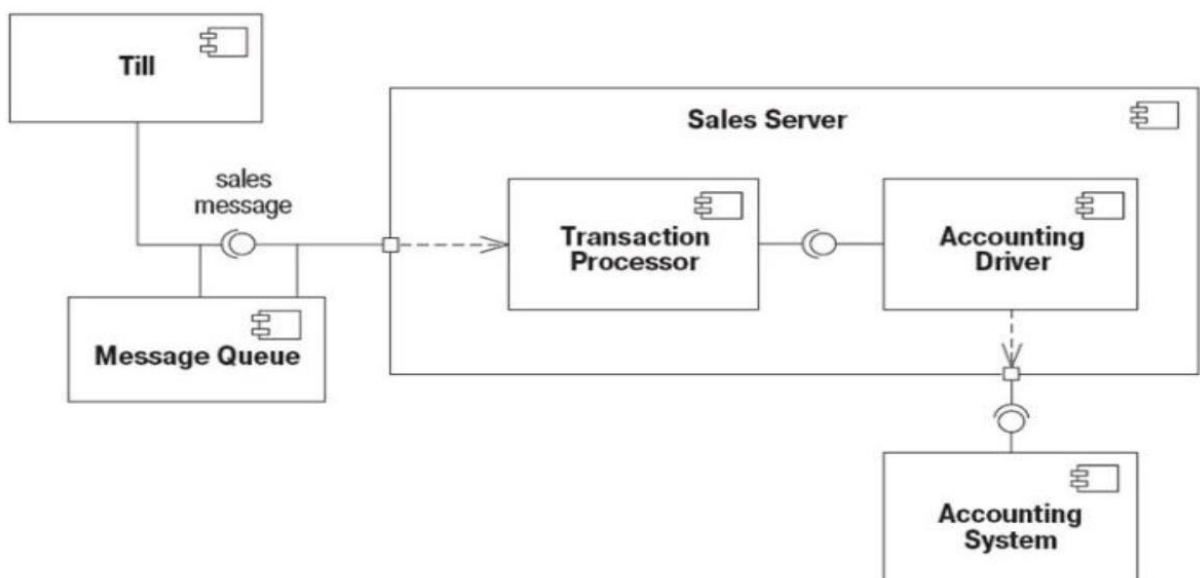 Till
Sales Server
sales
message
Transaction
Processor
Accounting
Driver
Message Queue
Accounting
System